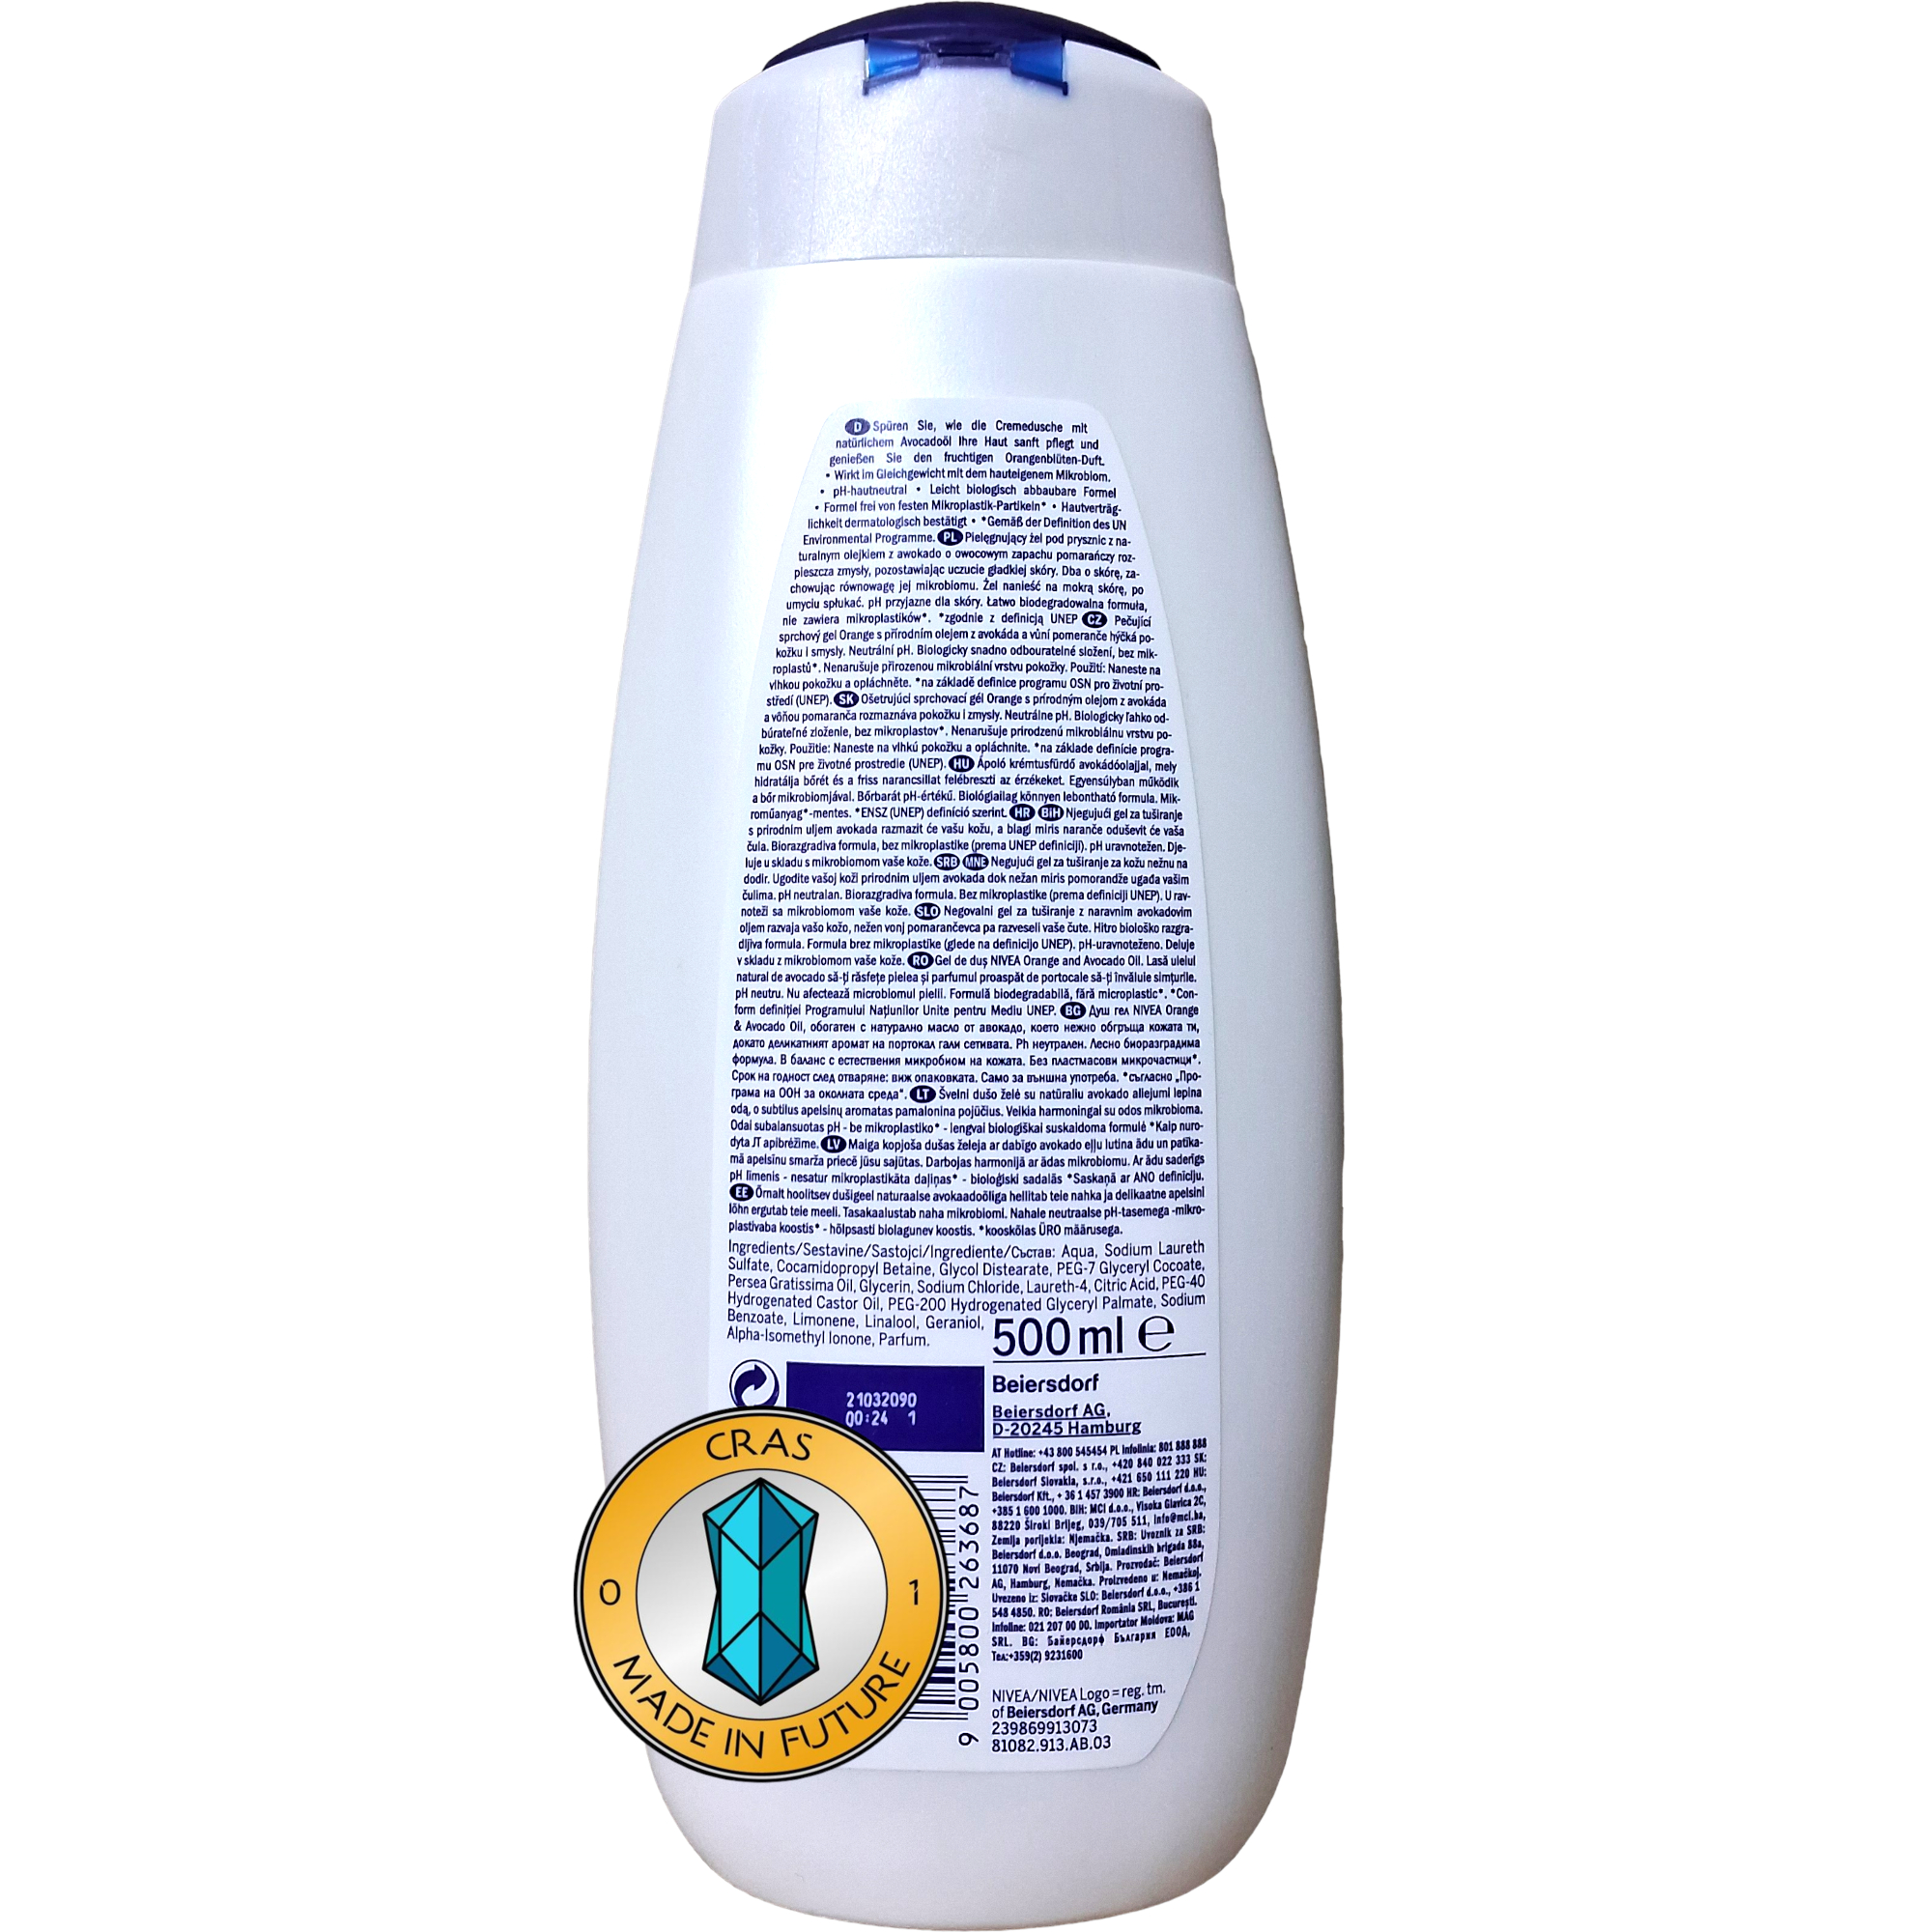 D Spüren Sie, wie die Cremedusche mit
natürlichem Avocadoöl Ihre Haut sanft pflegt und
genießen Sie den fruchtigen Orangenblüten-Duft.
• Wirkt im Gleichgewicht mit dem hauteigenem Mikrobiom.
• pH-hautneutral • Leicht biologisch abbaubare Formel
• Formel frei von festen Mikroplastik-Partikeln* • Hautverträg-
lichkeit dermatologisch bestätigt • *Gemäß der Definition des UN
Environmental Programme. PL Pielęgnujący żel pod prysznic z na-
turalnym olejkiem z awokado o owocowym zapachu pomarańczy roz-
pieszcza zmysły, pozostawiając uczucie gładkiej skóry. Dba o skórę, za-
chowując równowagę jej mikrobiomu. Żel nanieść na mokrą skórę, po
umyciu spłukać. pH przyjazne dla skóry. Łatwo biodegradowalna formuła,
nie zawiera mikroplastików*. *zgodnie z definicją UNEP CZ Pečující
sprchový gel Orange s přírodním olejem z avokáda a vůní pomeranče hýčká po-
kožku i smysly. Neutrální pH. Biologicky snadno odbouratelné složení, bez mik-
roplastů*. Nenarušuje přirozenou mikrobiální vrstvu pokožky. Použití: Naneste na
vlhkou pokožku a opláchněte. *na základě definice programu OSN pro životní pro-
středí (UNEP). SK Ošetrujúci sprchovací gél Orange s prírodným olejom z avokáda
a vôňou pomaranča rozmaznáva pokožku i zmysly. Neutrálne pH. Biologicky ľahko od-
búrateľné zloženie, bez mikroplastov*. Nenarušuje prirodzenú mikrobiálnu vrstvu po-
kožky. Použitie: Naneste na vlhkú pokožku a opláchnite. *na základe definície progra-
mu OSN pre životné prostredie (UNEP). HU Ápoló krémtusfürdő avokádóolajjal, mely
hidratálja bőrét és a friss narancsillat felébreszti az érzékeket. Egyensúlyban működik
a bőr mikrobiomjával. Bőrbarát pH-értékű. Biológiailag könnyen lebontható formula. Mik-
roműanyag*-mentes. *ENSZ (UNEP) definíció szerint. HR BiH Njegujući gel za tuširanje
s prirodnim uljem avokada razmazit će vašu kožu, a blagi miris naranče oduševit će vaša
čula. Biorazgradiva formula, bez mikroplastike (prema UNEP definiciji). pH uravnotežen. Dje-
luje u skladu s mikrobiomom vaše kože. SRB MNE Negujući gel za tuširanje za kožu nežnu na
dodir. Ugodite vašoj koži prirodnim uljem avokada dok nežan miris pomorandže ugađa vašim
čulima. pH neutralan. Biorazgradiva formula. Bez mikroplastike (prema definiciji UNEP). U rav-
noteži sa mikrobiomom vaše kože. SLO Negovalni gel za tuširanje z naravnim avokadovim
oljem razvaja vašo kožo, nežen vonj pomarančevca pa razveseli vaše čute. Hitro biološko razgra-
dljiva formula. Formula brez mikroplastike (glede na definicijo UNEP). pH-uravnoteženo. Deluje
v skladu z mikrobiomom vaše kože. RO Gel de duș NIVEA Orange and Avocado Oil. Lasă uleiul
natural de avocado să-ți răsfețe pielea și parfumul proaspăt de portocale să-ți învăluie simțurile.
pH neutru. Nu afectează microbiomul pielii. Formulă biodegradabilă, fără microplastic*. *Con-
form definiției Programului Națiunilor Unite pentru Mediu UNEP. BG Душ гел NIVEA Orange
& Avocado Oil, обогатен с натурално масло от авокадо, което нежно обгръща кожата ти,
докато деликатният аромат на портокал гали сетивата. Ph неутрален. Лесно биоразградима
формула. В баланс с естествения микробиом на кожата. Без пластмасови микрочастици*.
Срок на годност след отваряне: виж опаковката. Само за външна употреба. *съгласно „Про-
грама на ООН за околната среда“. LT Švelni dušo želė su natūraliu avokado aliejumi lepina
odą, o subtilus apelsinų aromatas pamalonina pojūčius. Veikia harmoningai su odos mikrobioma.
Odai subalansuotas pH - be mikroplastiko* - lengvai biologiškai suskaidoma formulė *Kaip nuro-
dyta JT apibrėžime. LV Maiga kopjoša dušas želeja ar dabīgo avokado eļļu lutina ādu un patīka-
mā apelsīnu smarža priecē jūsu sajūtas. Darbojas harmonijā ar ādas mikrobiomu. Ar ādu saderīgs
pH līmenis - nesatur mikroplastikāta daļiņas* - bioloģiski sadalās *Saskaņā ar ANO definīciju.
EE Õrnalt hoolitsev dušigeel naturaalse avokaadoõliga hellitab teie nahka ja delikaatne apelsini
lõhn ergutab teie meeli. Tasakaalustab naha mikrobiomi. Nahale neutraalse pH-tasemega -mikro-
plastivaba koostis* - hõlpsasti biolagunev koostis. *kooskõlas ÜRO määrusega.
Ingredients/Sestavine/Sastojci/Ingrediente/Състав: Aqua, Sodium Laureth
Sulfate, Cocamidopropyl Betaine, Glycol Distearate, PEG-7 Glyceryl Cocoate,
Persea Gratissima Oil, Glycerin, Sodium Chloride, Laureth-4, Citric Acid, PEG-40
Hydrogenated Castor Oil, PEG-200 Hydrogenated Glyceryl Palmate, Sodium
Benzoate, Limonene, Linalool, Geraniol,
Alpha-Isomethyl Ionone, Parfum.
500 ml e
21032090
00:24 1
Beiersdorf
Beiersdorf AG,
D-20245 Hamburg
AT Hotline: +43 800 545454 PL Infolinia: 801 888 888
CZ: Beiersdorf spol. s r.o., +420 840 022 333 SK:
Beiersdorf Slovakia, s.r.o., +421 650 111 220 HU:
Beiersdorf Kft., + 36 1 457 3900 HR: Beiersdorf d.o.o.,
+385 1 600 1000. BIH: MCI d.o.o., Visoka Glavica 2C,
88220 Široki Brijeg, 039/705 511, info@mci.ba,
Zemlja porijekla: Njemačka. SRB: Uvoznik za SRB:
Beiersdorf d.o.o. Beograd, Omladinskih brigada 88a,
11070 Novi Beograd, Srbija. Prozvođač: Beiersdorf
AG, Hamburg, Nemačka. Proizvedeno u: Nemačkoj.
Uvezeno iz: Slovačke SLO: Beiersdorf d.o.o., +386 1
548 4850. RO: Beiersdorf România SRL, București.
Infoline: 021 207 00 00. Importator Moldova: MAG
SRL. BG: Байерсдорф България ЕООД,
Тел:+359(2) 9231600
NIVEA/NIVEA Logo = reg. tm.
of Beiersdorf AG, Germany
239869913073
81082.913.AB.03
9 005800 263687
CRAS
0 1
MADE IN FUTURE